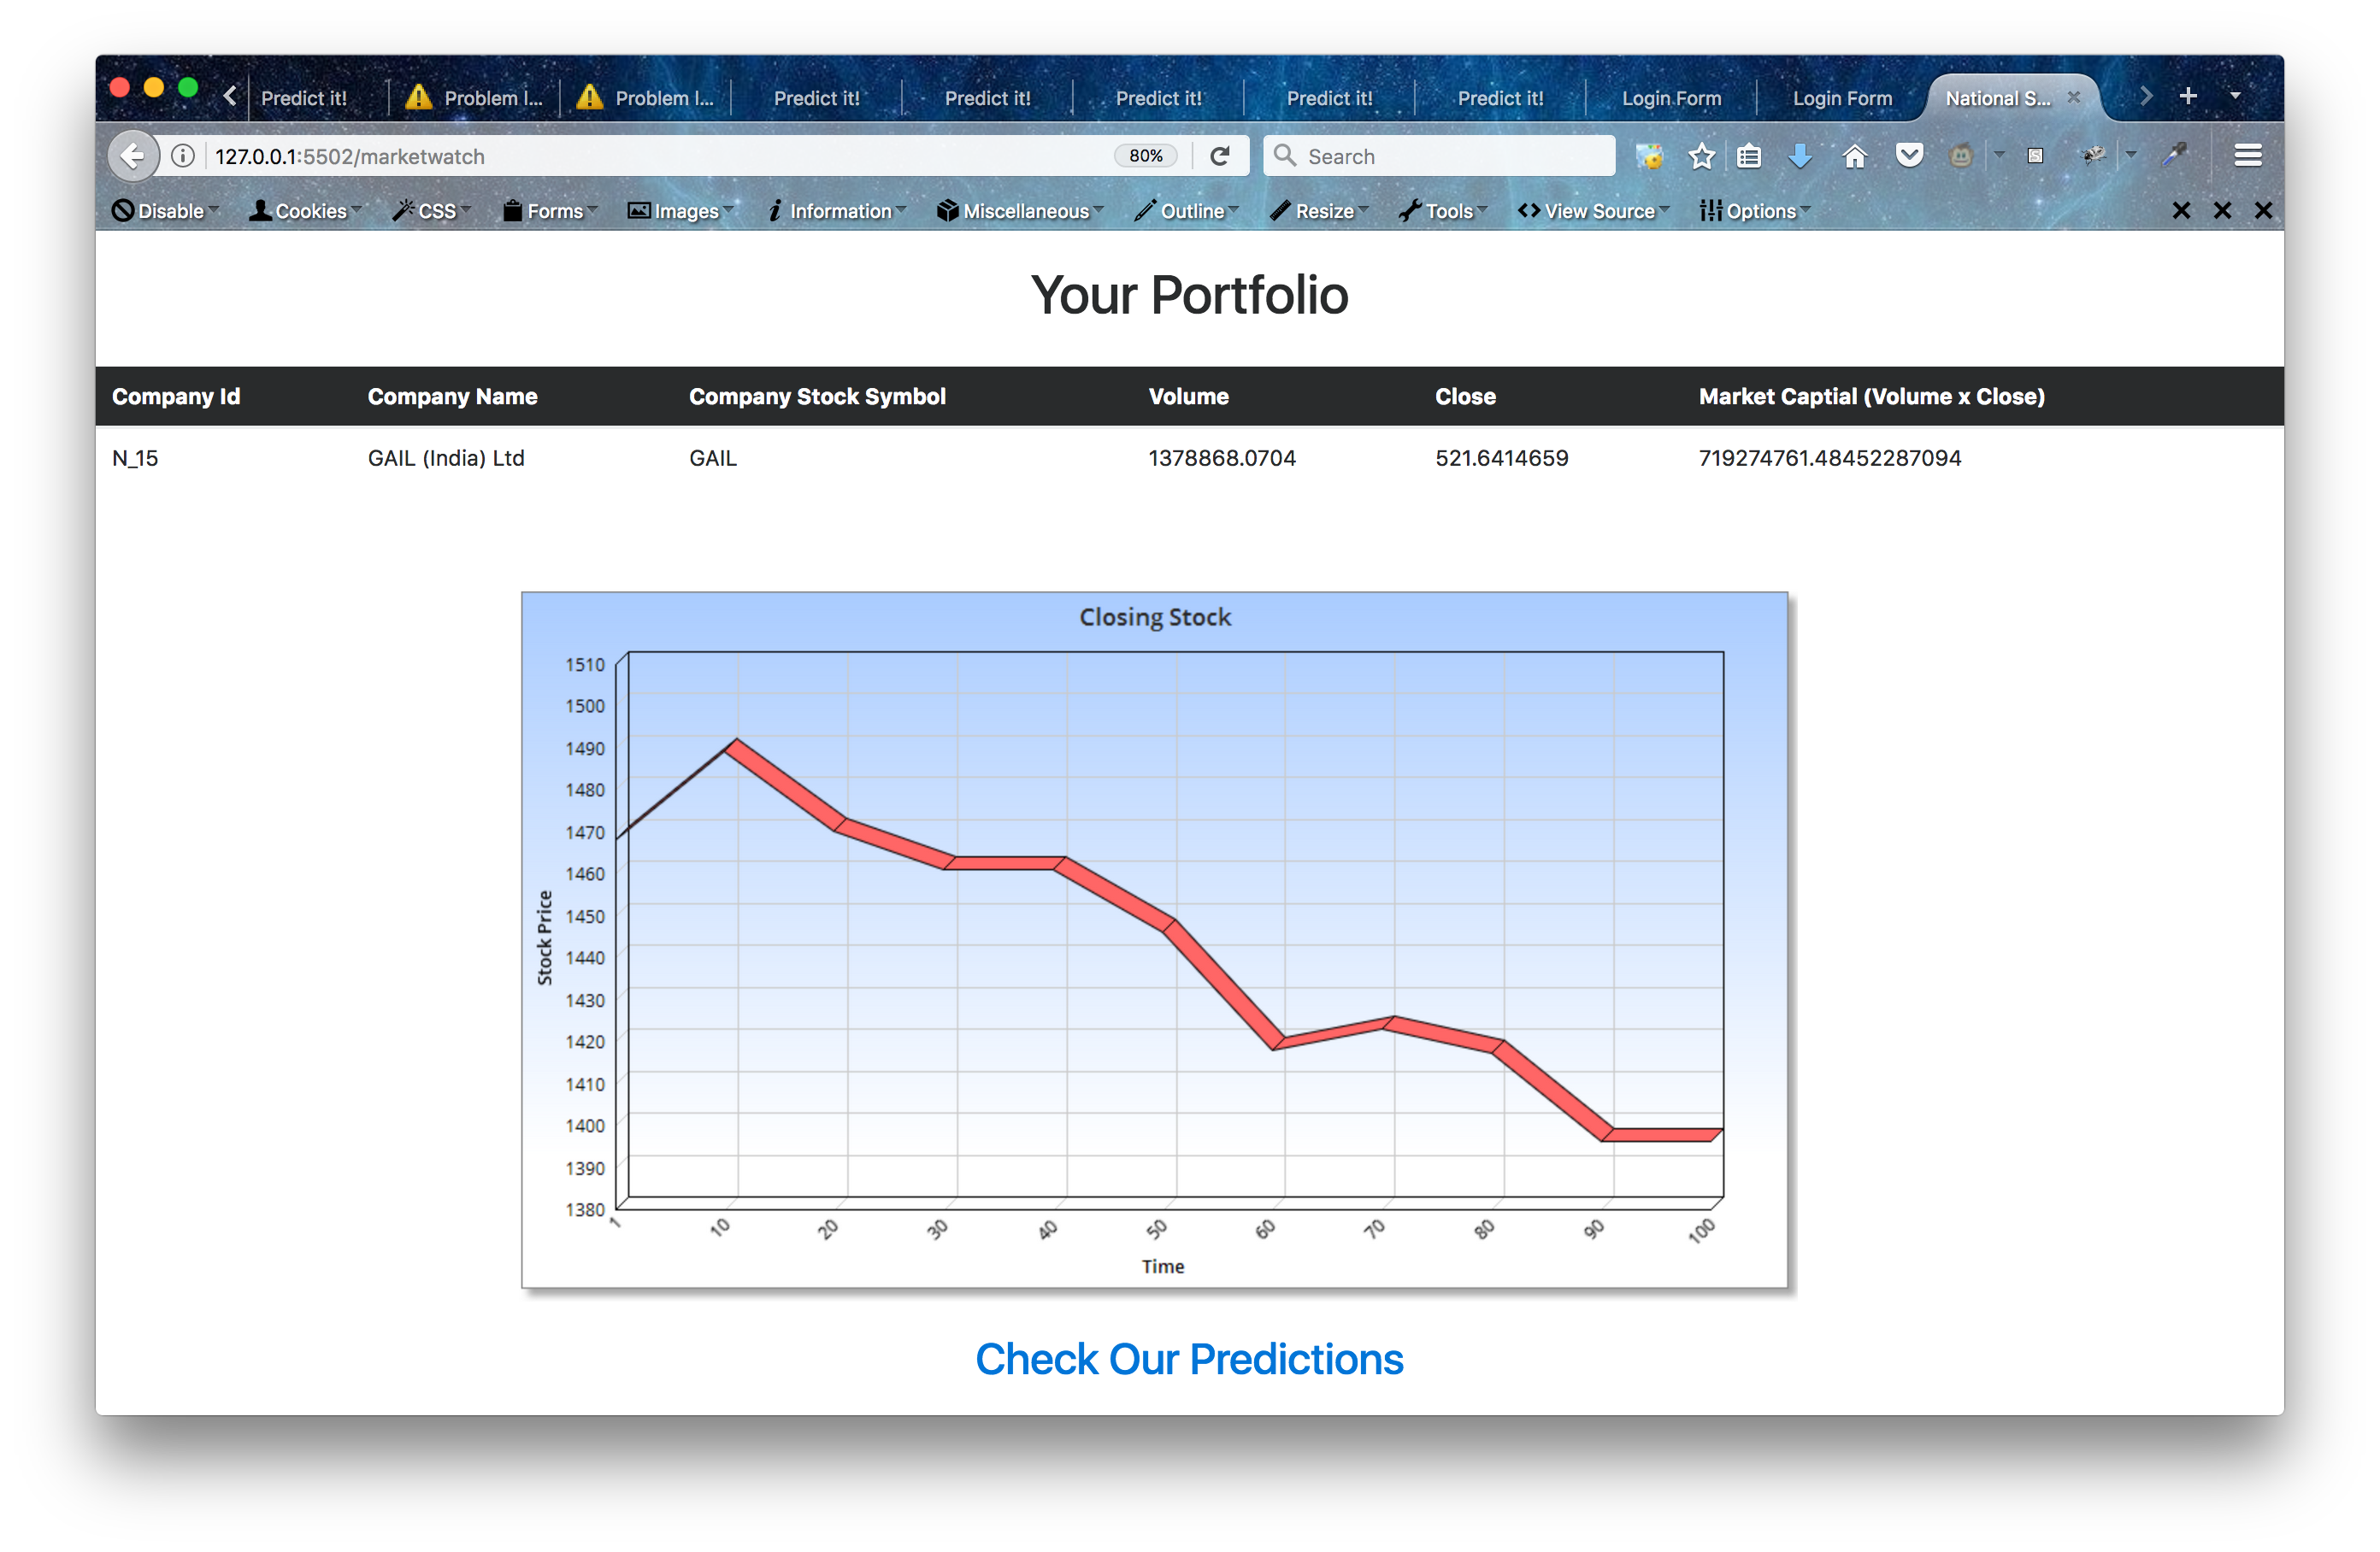 Predict it! Problem l... Problem l... Predict it! Predict it! Predict it! Predict it! Predict it! Login Form Login Form National S...
127.0.0.1:5502/marketwatch 80% Search
Disable Cookies CSS Forms Images Information Miscellaneous Outline Resize Tools View Source Options
Your Portfolio
Company Id Company Name Company Stock Symbol Volume Close Market Captial (Volume x Close)
N_15 GAIL (India) Ltd GAIL 1378868.0704 521.6414659 719274761.48452287094
Closing Stock
1510
1500
1490
1480
1470
1460
1450
1440
1430
1420
1410
1400
1390
1380
Stock Price
1 10 20 30 40 50 60 70 80 90 100
Time
Check Our Predictions